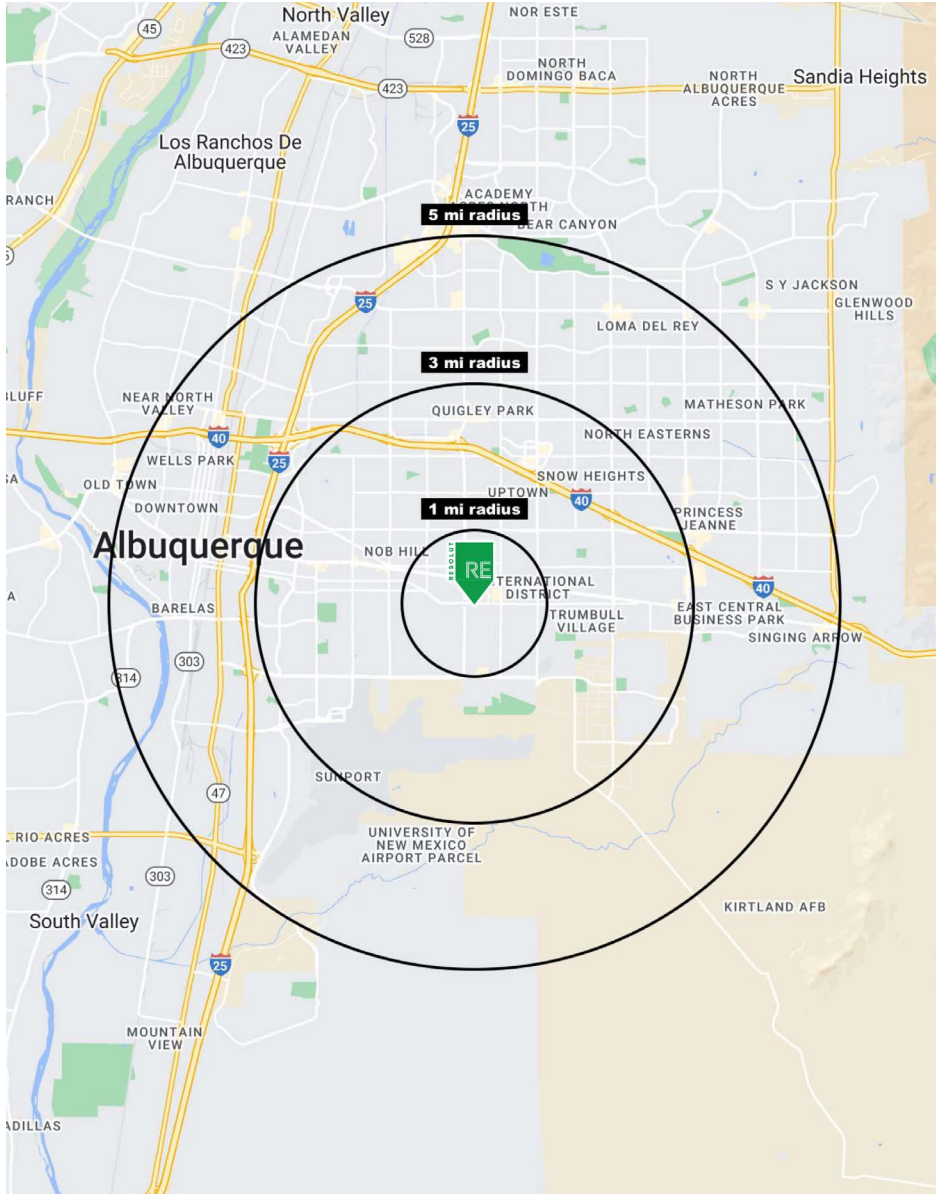 NOR ESTE
North Valley
45
ALAMEDAN
VALLEY
528
423
NORTH
DOMINGO BACA
NORTH
ALBUQUERQUE
ACRES
Sandia Heights
423
25
Los Ranchos De
Albuquerque
RANCH
ACADEMY
5 mi radius
BEAR CANYON
S Y JACKSON
GLENWOOD
HILLS
25
LOMA DEL REY
3 mi radius
BLUFF
NEAR NORTH
VALLEY
QUIGLEY PARK
MATHESON PARK
40
NORTH EASTERNS
25
WELLS PARK
SNOW HEIGHTS
OLD TOWN
UPTOWN
40
DOWNTOWN
1 mi radius
PRINCESS
JEANNE
Albuquerque
NOB HILL
RESOLUT
RE
INTERNATIONAL
DISTRICT
40
BARELAS
TRUMBULL
VILLAGE
EAST CENTRAL
BUSINESS PARK
SINGING ARROW
303
314
SUNPORT
47
L RIO ACRES
UNIVERSITY OF
NEW MEXICO
AIRPORT PARCEL
ADOBE ACRES
303
314
KIRTLAND AFB
South Valley
25
MOUNTAIN
VIEW
ADILLAS